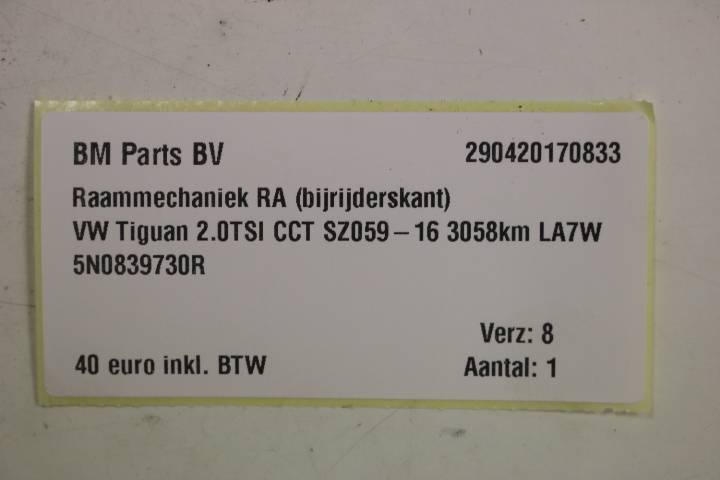 BM Parts BV 290420170833
Raammechaniek RA (bijrijderskant)
VW Tiguan 2.0TSI CCT SZ059-16 3058km LA7W
5N0839730R
Verz: 8
40 euro inkl. BTW Aantal: 1